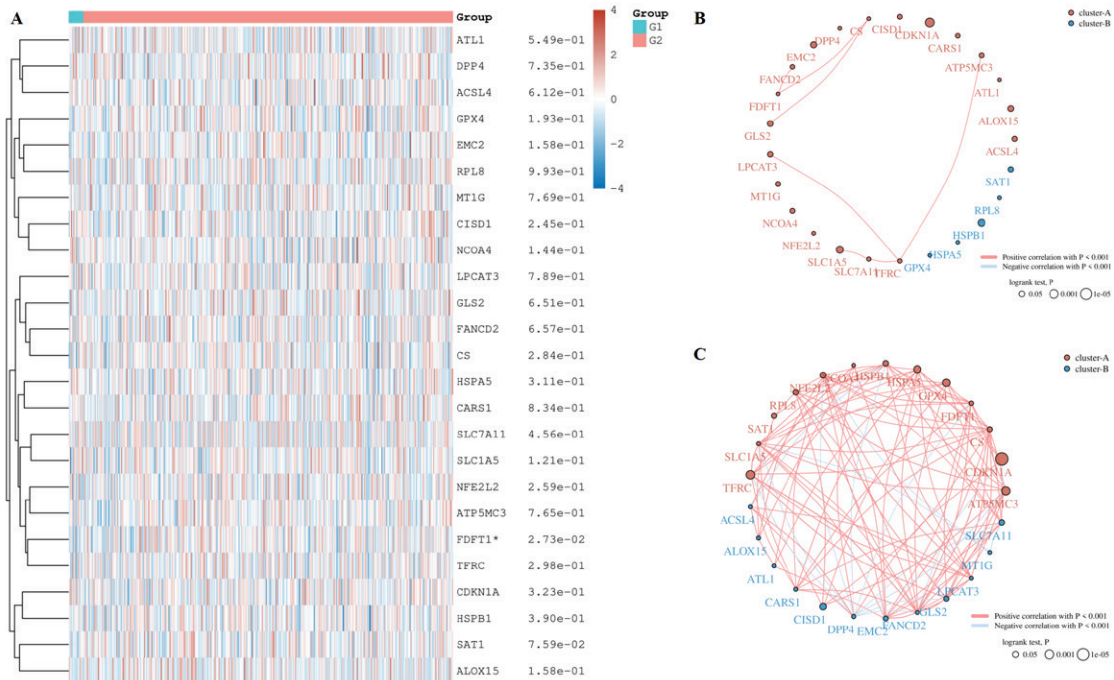 A
Group
ATL1 5.49e-01
DPP4 7.35e-01
ACSL4 6.12e-01
GPX4 1.93e-01
EMC2 1.58e-01
RPL8 9.93e-01
MT1G 7.69e-01
CISD1 2.45e-01
NCOA4 1.44e-01
LPCAT3 7.89e-01
GLS2 6.51e-01
FANCD2 6.57e-01
CS 2.84e-01
HSPA5 3.11e-01
CARS1 8.34e-01
SLC7A11 4.56e-01
SLC1A5 1.21e-01
NFE2L2 2.59e-01
ATP5MC3 7.65e-01
FDFT1* 2.73e-02
TFRC 2.98e-01
CDKN1A 3.23e-01
HSPB1 3.90e-01
SAT1 7.59e-02
ALOX15 1.58e-01
4
2
0
−2
−4
Group
G1
G2
B
cluster-A
cluster-B
CISD1
CDKN1A
CARS1
ATP5MC3
ATL1
ALOX15
ACSL4
SAT1
RPL8
HSPB1
HSPA5
GPX4
TFRC
SLC7A11
SLC1A5
NFE2L2
NCOA4
MT1G
LPCAT3
GLS2
FDFT1
FANCD2
EMC2
DPP4
CS
Positive correlation with P < 0.001
Negative correlation with P < 0.001
logrank test, P
0.05 0.001 1e-05
C
cluster-A
cluster-B
HSPB1
HSPA5
GPX4
FDFT1
CS
CDKN1A
ATP5MC3
SLC7A11
MT1G
LPCAT3
GLS2
FANCD2
EMC2
DPP4
CISD1
CARS1
ATL1
ALOX15
ACSL4
TFRC
SLC1A5
SAT1
RPL8
NFE2L2
NCOA4
Positive correlation with P < 0.001
Negative correlation with P < 0.001
logrank test, P
0.05 0.001 1e-05